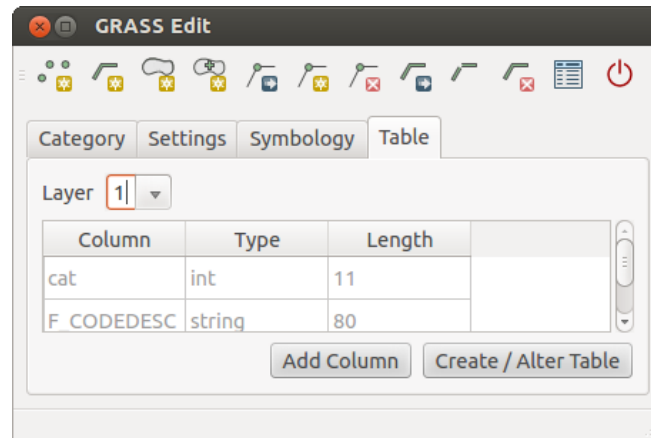 GRASS Edit
Category Settings Symbology Table
Layer 1
Column Type Length
cat int 11
F_CODEDESC string 80
Add Column Create / Alter Table